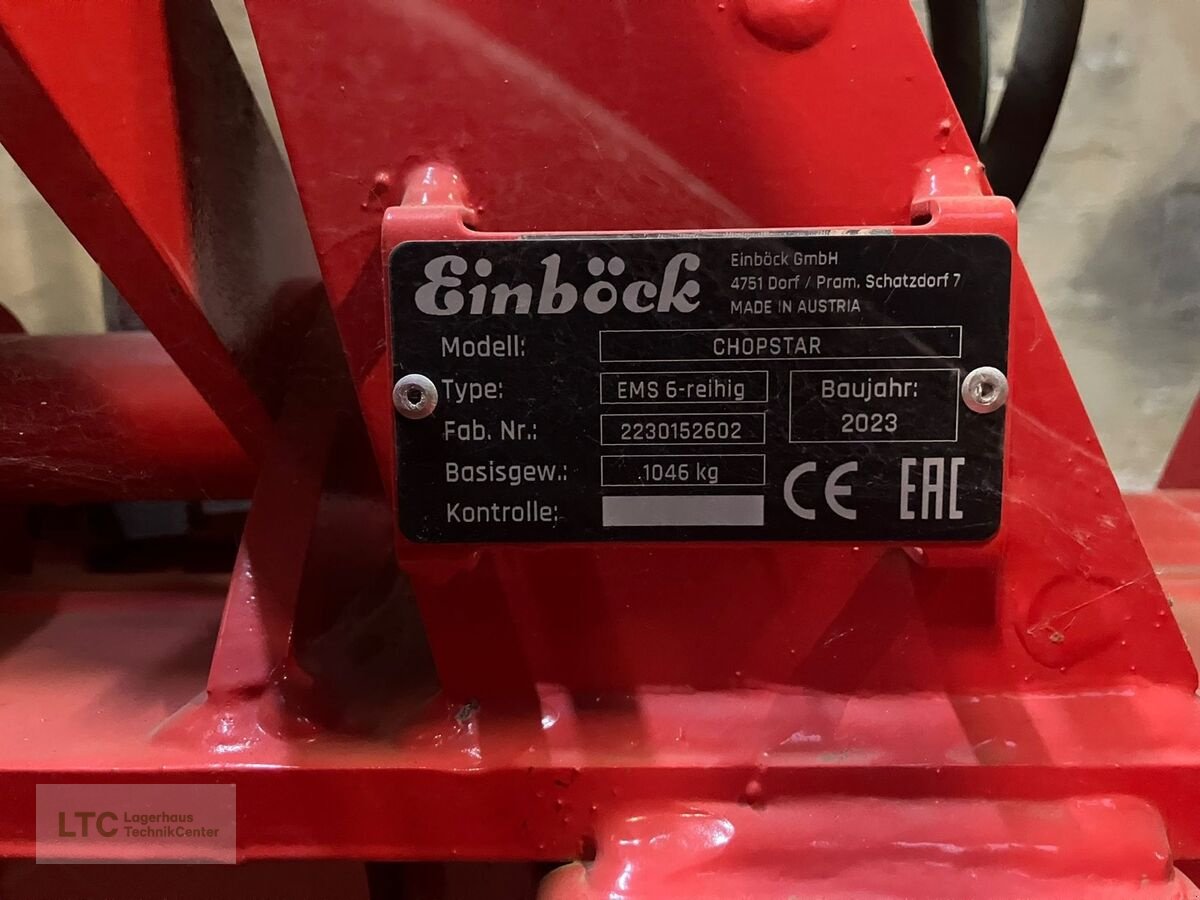 Einböck
Einböck GmbH
4751 Dorf / Pram, Schatzdorf 7
MADE IN AUSTRIA
Modell: CHOPSTAR
Type: EMS 6-reihig
Baujahr:
2023
Fab. Nr.: 2230152602
Basisgew.: 1046 kg
Kontrolle:
CE EAC
LTC Lagerhaus
TechnikCenter